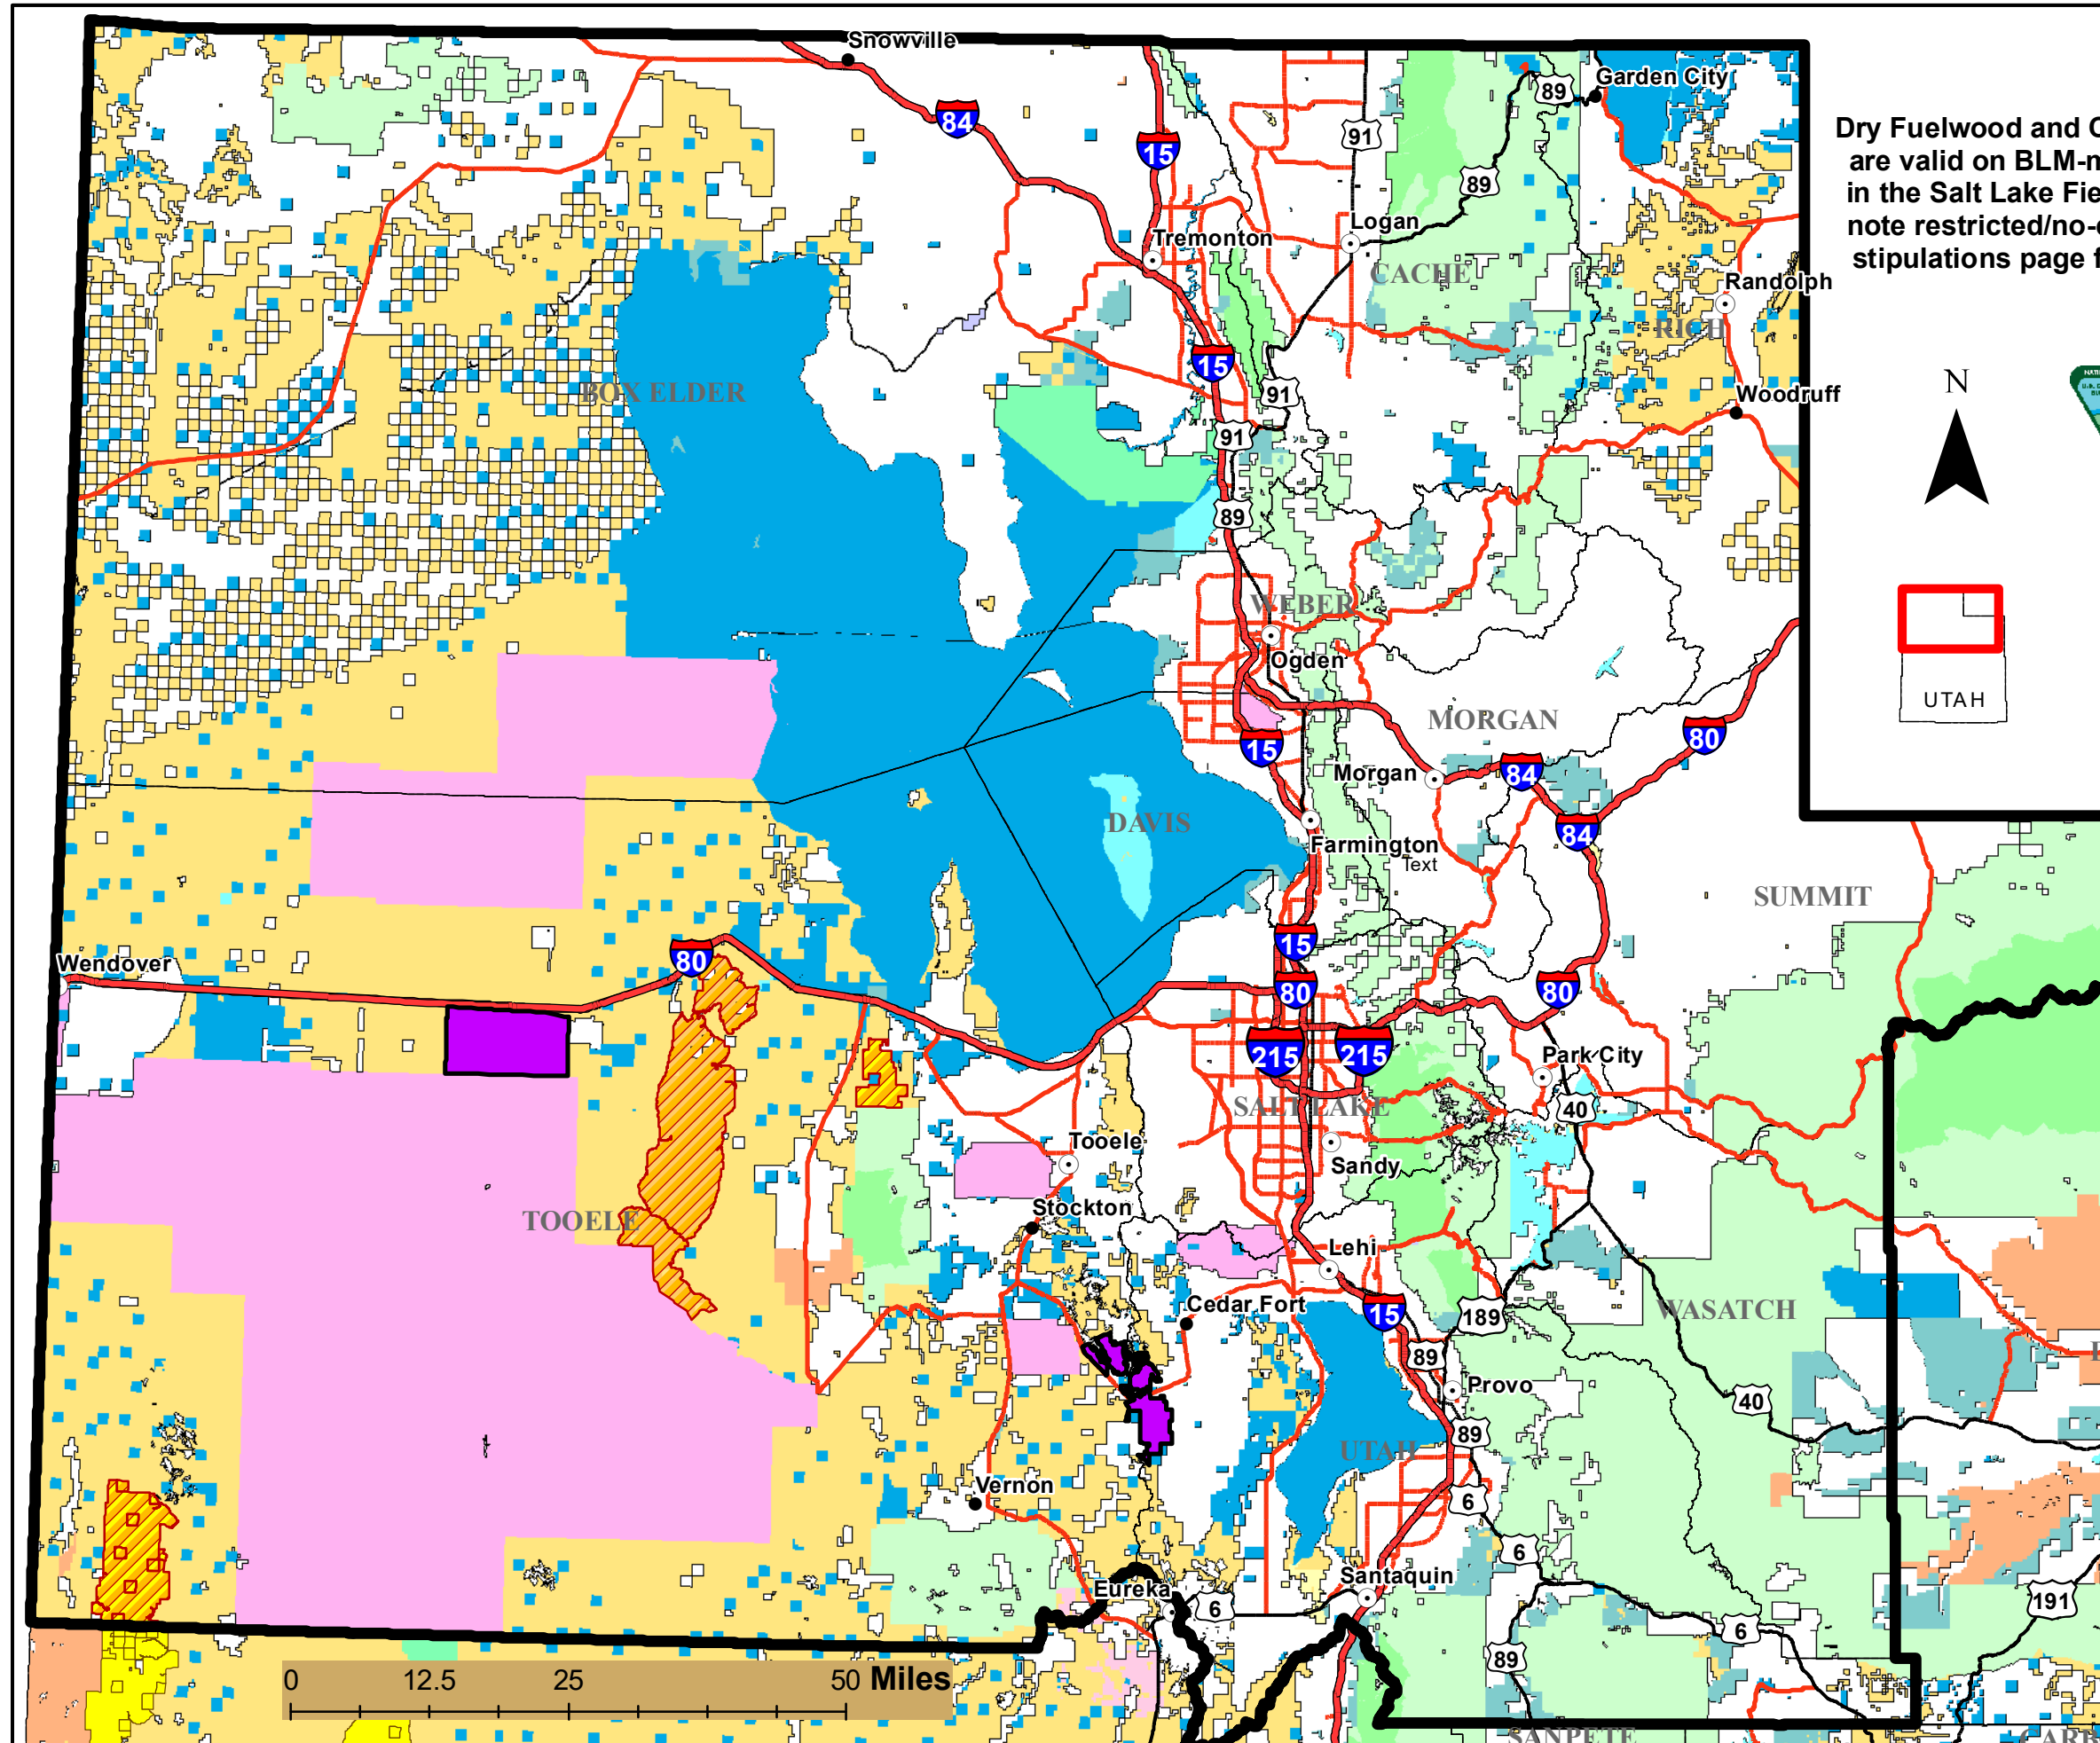 Snowville
Garden City
89
84
15
91
89
Logan
Tremonton
CACHE
Randolph
RICH
15
91
BOX ELDER
Woodruff
91
89
WEBER
Ogden
MORGAN
80
15
Morgan
84
DAVIS
84
Farmington
Text
SUMMIT
15
80
Wendover
80
80
215
215
Park City
40
SALT LAKE
Tooele
Sandy
Stockton
TOOELE
Lehi
Cedar Fort
15
189
WASATCH
89
Provo
40
89
UTAH
Vernon
6
6
Santaquin
Eureka
6
191
6
89
0 12.5 25 50 Miles
SANPETE
Dry Fuelwood and
are valid on BLM-
in the Salt Lake
note restricted/no-
stipulations page
N
UTAH